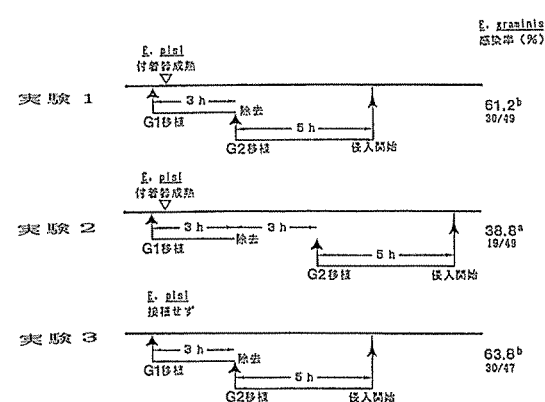 E. graminis
感染率 (%)
E. pisi
付着器成熟
実験 1
3 h
除去
G1移植
5 h
G2移植
侵入開始
61.2b
30/49
E. pisi
付着器成熟
実験 2
3 h
3 h
G1移植
除去
5 h
G2移植
侵入開始
38.8a
19/49
E. pisi
接種せず
実験 3
3 h
除去
G1移植
5 h
G2移植
侵入開始
63.8b
30/47